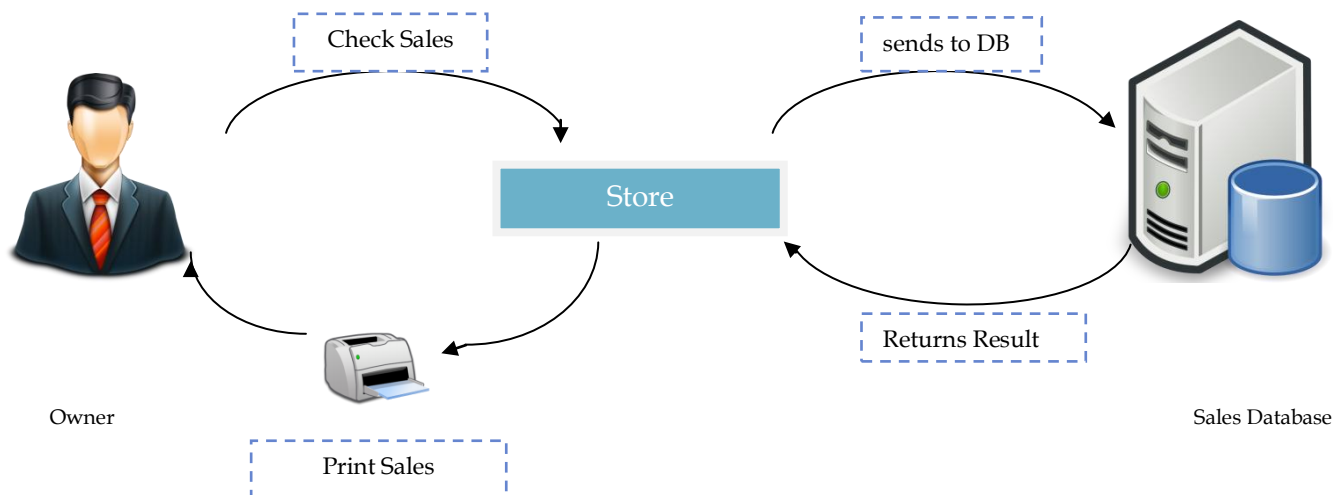 Check Sales
sends to DB
Store
Returns Result
Owner
Sales Database
Print Sales